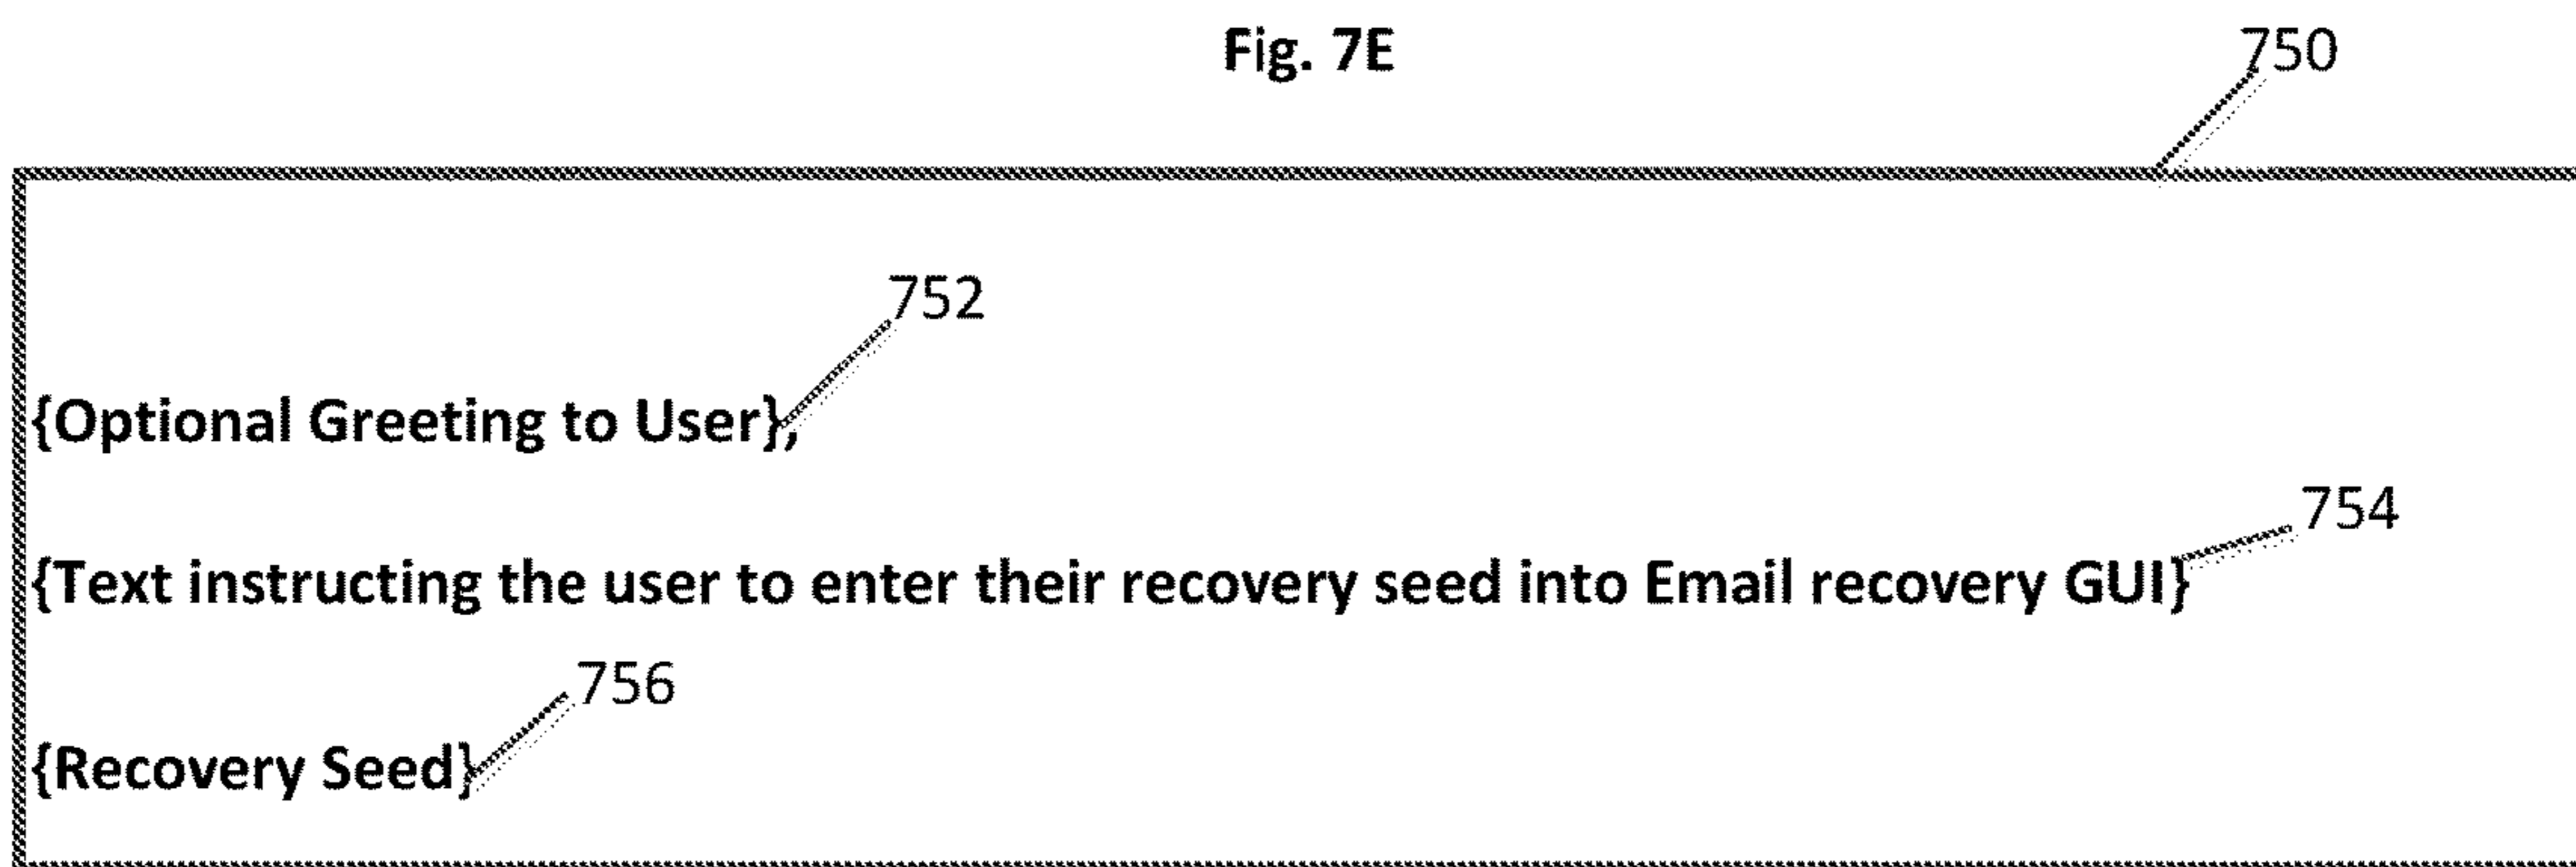 Fig. 7E
750
752
{Optional Greeting to User},
754
{Text instructing the user to enter their recovery seed into Email recovery GUI}
756
{Recovery Seed}